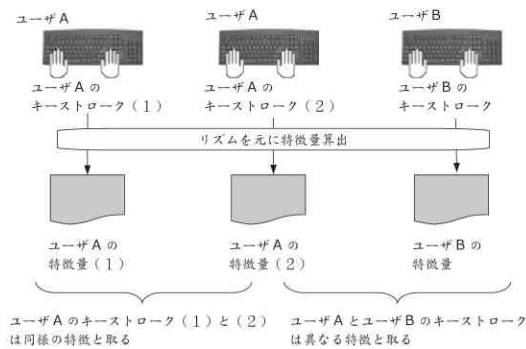 ユーザA
ユーザA
ユーザB
ユーザAの
キーストローク(1)
ユーザAの
キーストローク(2)
ユーザBの
キーストローク
リズムを元に特徴量算出
ユーザAの
特徴量(1)
ユーザAの
特徴量(2)
ユーザBの
特徴量
ユーザAのキーストローク(1)と(2)
は同様の特徴と取る
ユーザAとユーザBのキーストローク
は異なる特徴と取る